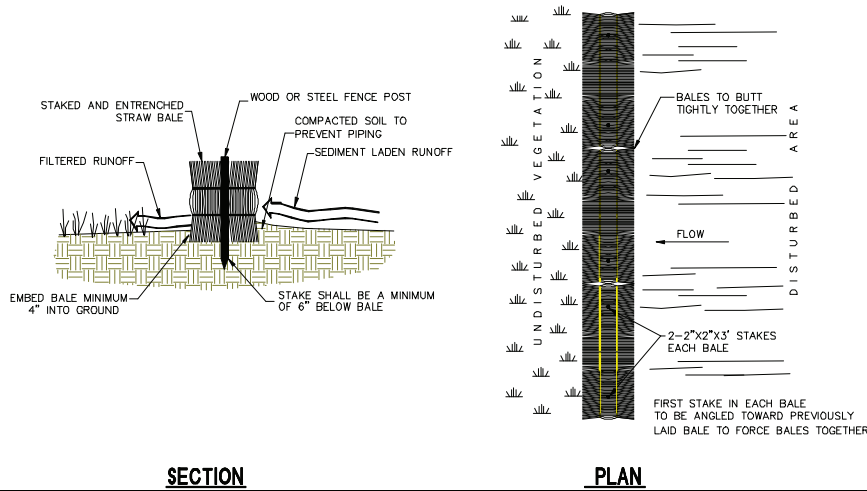 WOOD OR STEEL FENCE POST
STAKED AND ENTRENCHED
STRAW BALE
COMPACTED SOIL TO
PREVENT PIPING
FILTERED RUNOFF
SEDIMENT LADEN RUNOFF
EMBED BALE MINIMUM
4" INTO GROUND
STAKE SHALL BE A MINIMUM
OF 6" BELOW BALE
SECTION
UNDISTURBED VEGETATION
BALES TO BUTT
TIGHTLY TOGETHER
DISTURBED AREA
FLOW
2-2"X2"X3' STAKES
EACH BALE
FIRST STAKE IN EACH BALE
TO BE ANGLED TOWARD PREVIOUSLY
LAID BALE TO FORCE BALES TOGETHER
PLAN